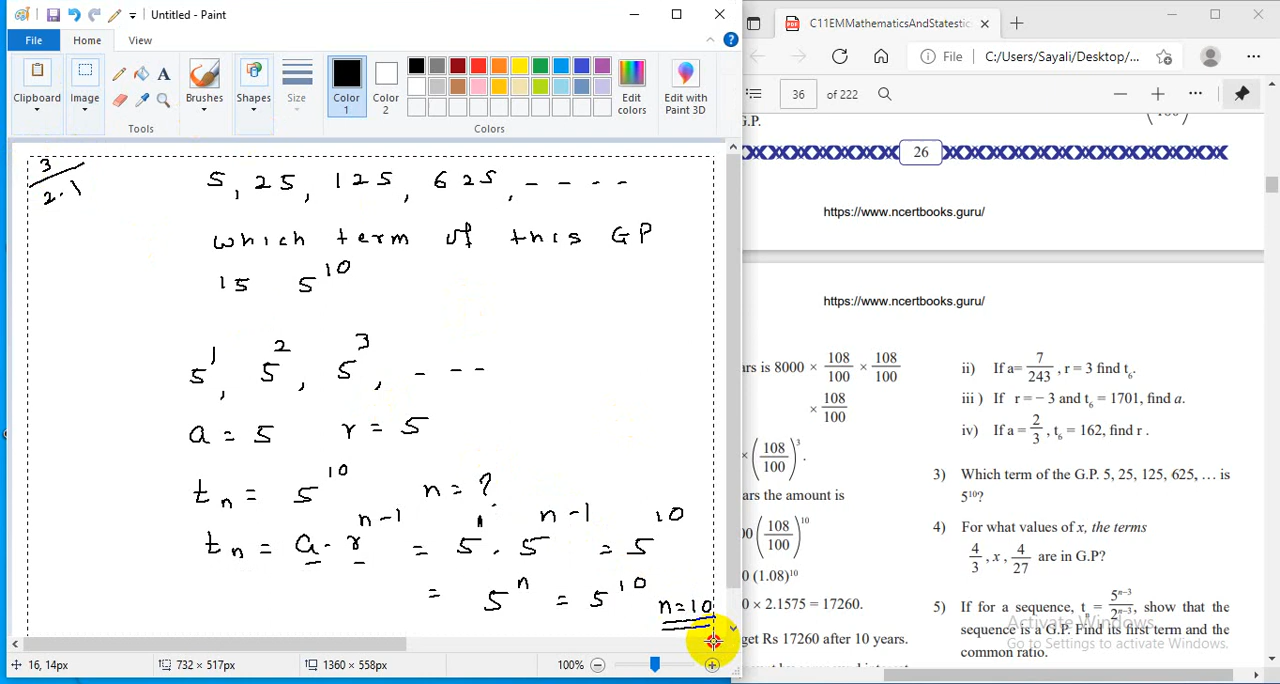 Untitled - Paint
File
Home
View
Clipboard
Image
Tools
Brushes
Shapes
Size
Color 1
Color 2
Colors
Edit colors
Edit with Paint 3D
3/2.1
5, 25, 125, 625, - - - -
which term of this GP
15 5^10
5^1, 5^2, 5^3, - - -
a = 5 r = 5
t_n = 5^10 n = ?
t_n = a · r^n-1 = 5^1 · 5^n-1 = 5^10
= 5^n = 5^10 n=10
16, 14px
732 × 517px
1360 × 558px
100%
C11EMMathematicsAndStatestic
File
C:/Users/Sayali/Desktop/...
36 of 222
G.P.
26
https://www.ncertbooks.guru/
https://www.ncertbooks.guru/
ars is 8000 × 108/100 × 108/100
× 108/100
× (108/100)^3.
ars the amount is
00 (108/100)^10
0 (1.08)^10
0 × 2.1575 = 17260.
get Rs 17260 after 10 years.
ii) If a= 7/243 , r = 3 find t_6.
iii ) If r = − 3 and t_6 = 1701, find a.
iv) If a = 2/3 , t_6 = 162, find r .
3) Which term of the G.P. 5, 25, 125, 625, … is
5^10?
4) For what values of x, the terms
4/3 , x , 4/27 are in G.P?
5) If for a sequence, t_n = 5^n−3/2^n−3 , show that the
sequence is a G.P. Find its first term and the
common ratio.
Activate Windows
Go to Settings to activate Windows.